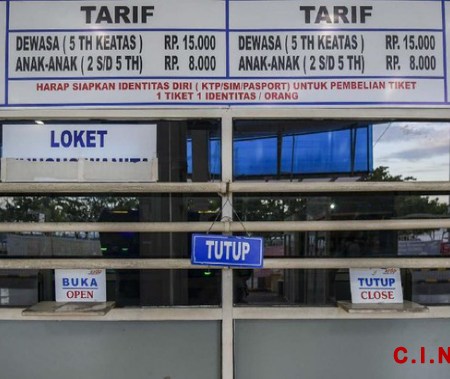 TARIF
DEWASA ( 5 TH KEATAS ) RP. 15.000
ANAK-ANAK ( 2 S/D 5 TH) RP. 8.000
TARIF
DEWASA ( 5 TH KEATAS ) RP. 15.000
ANAK-ANAK ( 2 S/D 5 TH) RP. 8.000
HARAP SIAPKAN IDENTITAS DIRI ( KTP/SIM/PASPORT) UNTUK PEMBELIAN TIKET
1 TIKET 1 IDENTITAS / ORANG
LOKET
TUTUP
BUKA
OPEN
TUTUP
CLOSE
C.I.N